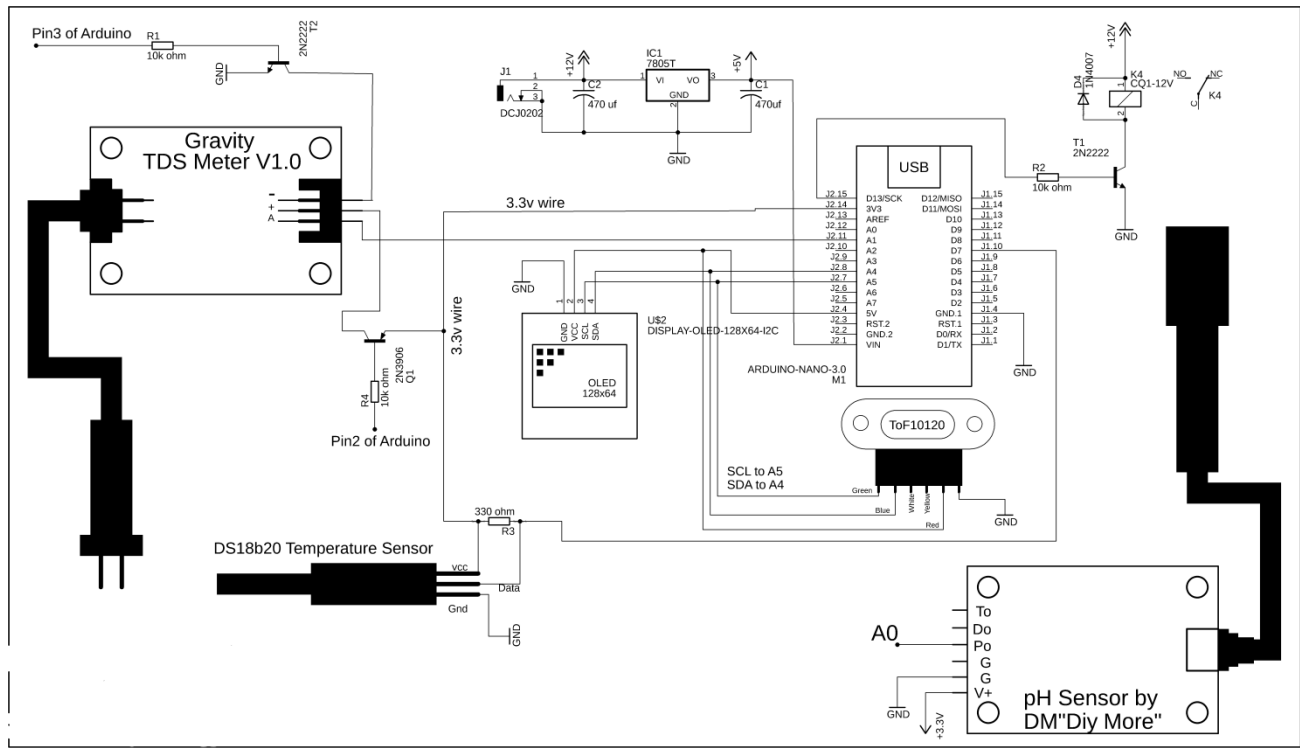 Pin3 of Arduino
R1
10k ohm
2N2222
T2
GND
Gravity
TDS Meter V1.0
-
+
A
J1
1
2
3
DCJ0202
+12V
C2
470 uf
IC1
7805T
1
VI
VO
3
GND
2
+5V
C1
470uf
GND
+12V
D4
1N4007
K4
CQ1-12V
1
2
NO
NC
C
K4
T1
2N2222
R2
10k ohm
GND
USB
J2.15 D13/SCK D12/MISO J1.15
J2.14 3V3 D11/MOSI J1.14
J2.13 AREF D10 J1.13
J2.12 A0 D9 J1.12
J2.11 A1 D8 J1.11
J2.10 A2 D7 J1.10
J2.9 A3 D6 J1.9
J2.8 A4 D5 J1.8
J2.7 A5 D4 J1.7
J2.6 A6 D3 J1.6
J2.5 A7 D2 J1.5
J2.4 5V GND.1 J1.4
J2.3 RST.2 RST.1 J1.3
J2.2 GND.2 D0/RX J1.2
J2.1 VIN D1/TX J1.1
ARDUINO-NANO-3.0
M1
GND
3.3v wire
3.3v wire
GND
1
2
3
4
GND
VCC
SCL
SDA
U$2
DISPLAY-OLED-128X64-I2C
OLED
128x64
2N3906
Q1
R4
10k ohm
Pin2 of Arduino
ToF10120
SCL to A5
SDA to A4
Green
Blue
White
Yellow
Red
GND
330 ohm
R3
DS18b20 Temperature Sensor
vcc
Data
Gnd
GND
A0
To
Do
Po
G
G
V+
GND
+3.3V
pH Sensor by
DM"Diy More"